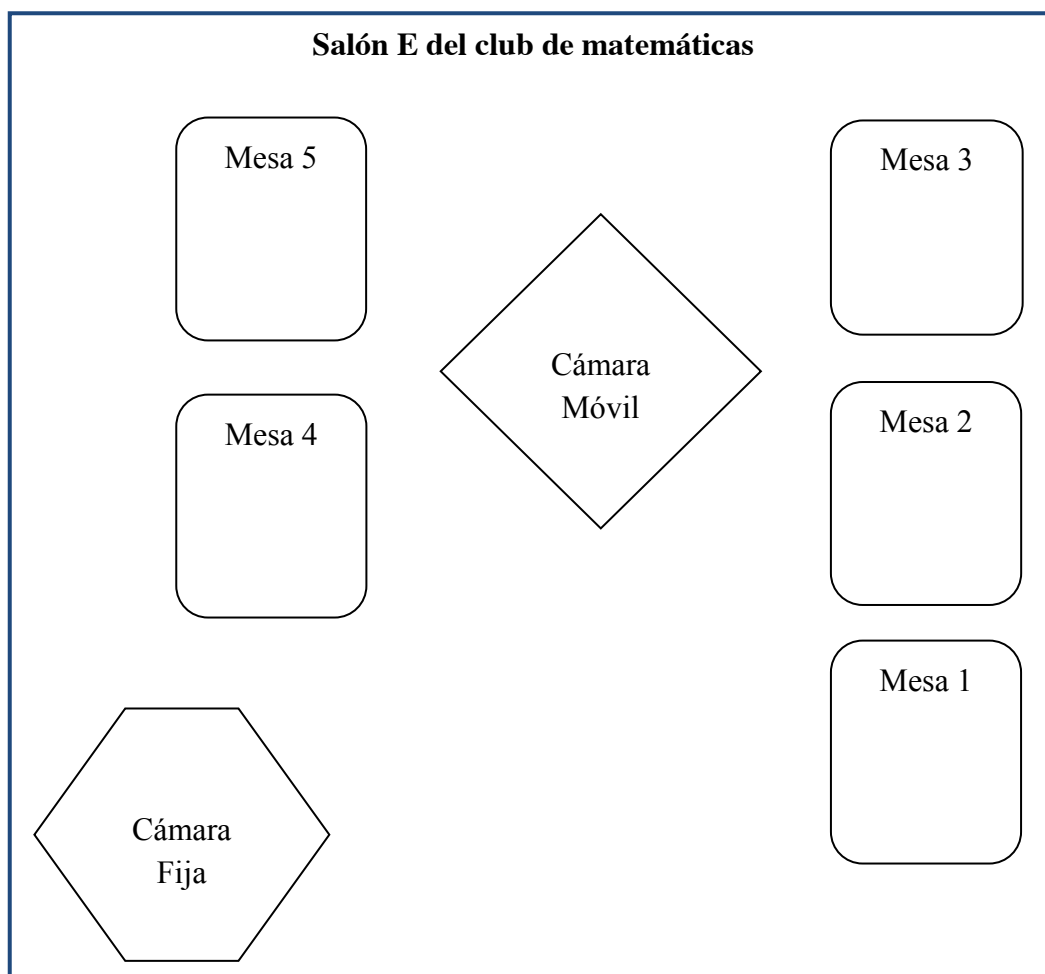 Salón E del club de matemáticas
Mesa 5
Mesa 3
Cámara
Móvil
Mesa 4
Mesa 2
Mesa 1
Cámara
Fija